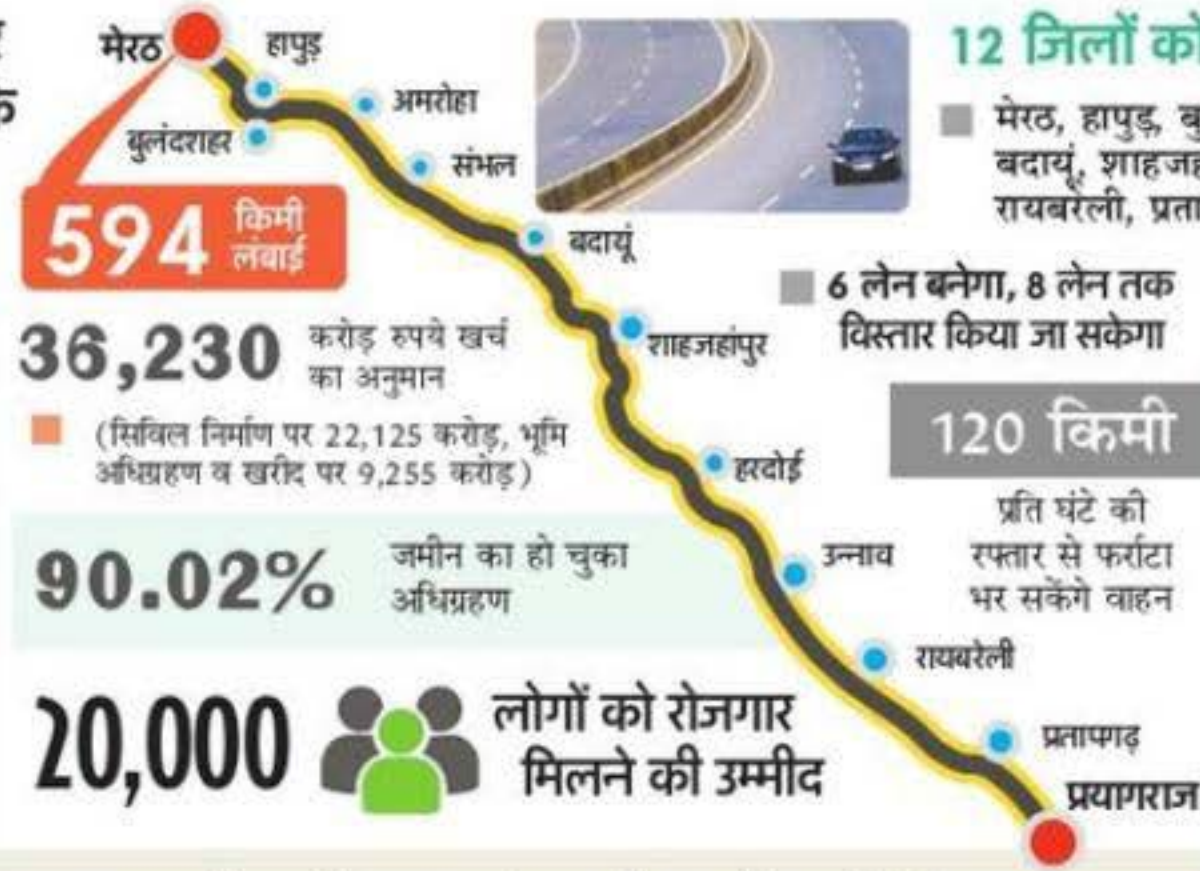 मेरठ
हापुड़
अमरोहा
बुलंदशहर
संभल
594 किमी
लंबाई
बदायूं
शाहजहांपुर
36,230 करोड़ रुपये खर्च
का अनुमान
(सिविल निर्माण पर 22,125 करोड़, भूमि
अधिग्रहण व खरीद पर 9,255 करोड़)
हरदोई
90.02% जमीन का हो चुका
अधिग्रहण
उन्नाव
रायबरेली
20,000 लोगों को रोजगार
मिलने की उम्मीद
प्रतापगढ़
प्रयागराज
12 जिलों को
मेरठ, हापुड़,
बदायूं,
रायबरेली,
6 लेन बनेगा, 8 लेन तक
विस्तार किया जा सकेगा
120 किमी
प्रति घंटे की
रफ्तार से फर्राटा
भर सकेंगे वाहन